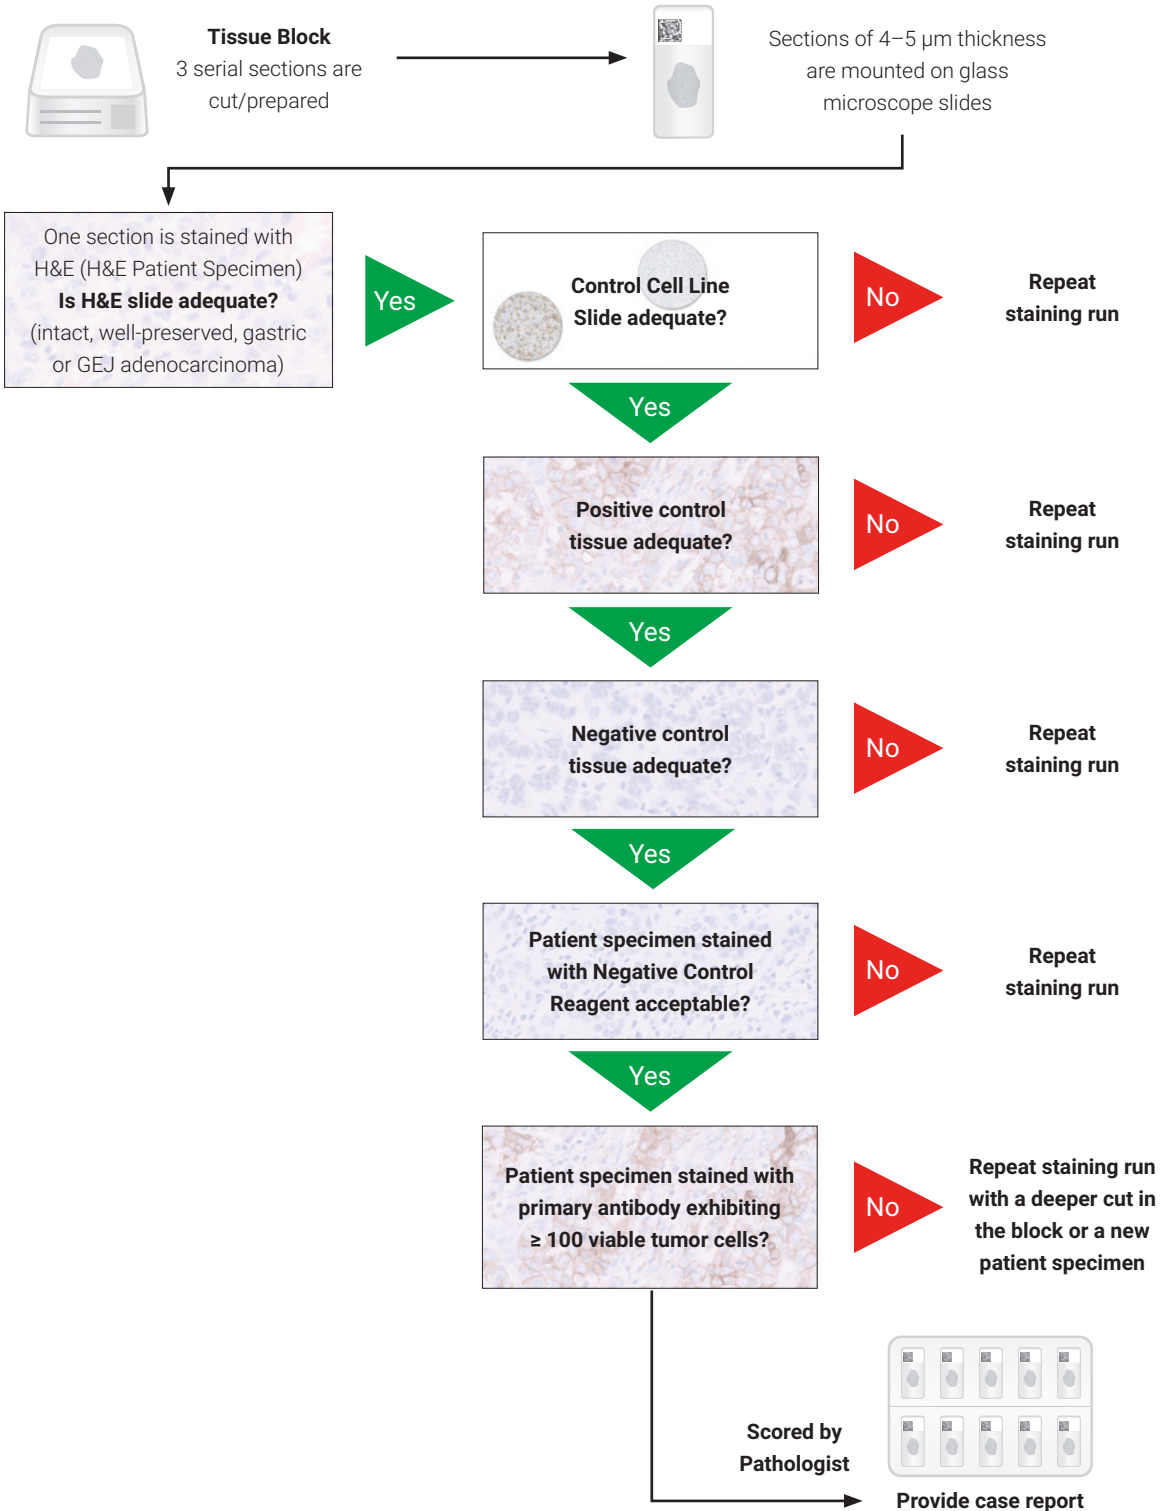 Tissue Block
3 serial sections are
cut/prepared
Sections of 4–5 µm thickness
are mounted on glass
microscope slides
One section is stained with
H&E (H&E Patient Specimen)
Is H&E slide adequate?
(intact, well-preserved, gastric
or GEJ adenocarcinoma)
Yes
Control Cell Line
Slide adequate?
No
Repeat
staining run
Yes
Positive control
tissue adequate?
No
Repeat
staining run
Yes
Negative control
tissue adequate?
No
Repeat
staining run
Yes
Patient specimen stained
with Negative Control
Reagent acceptable?
No
Repeat
staining run
Yes
Patient specimen stained with
primary antibody exhibiting
≥ 100 viable tumor cells?
No
Repeat staining run
with a deeper cut in
the block or a new
patient specimen
Scored by
Pathologist
Provide case report